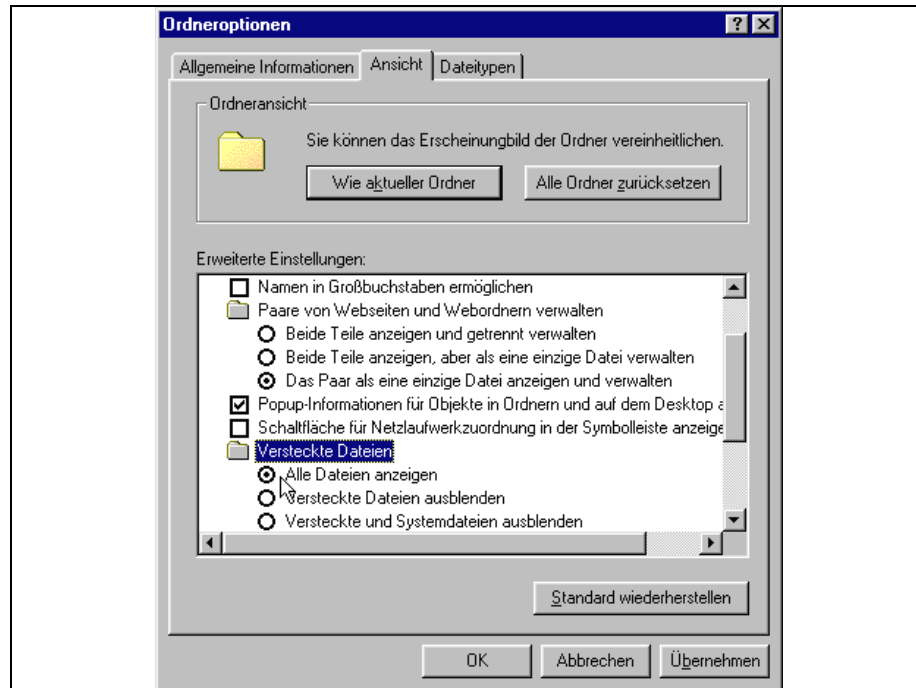 Ordneroptionen
Allgemeine Informationen Ansicht Dateitypen
Ordneransicht
Sie können das Erscheinungbild der Ordner vereinheitlichen.
Wie aktueller Ordner Alle Ordner zurücksetzen
Erweiterte Einstellungen:
Namen in Großbuchstaben ermöglichen
Paare von Webseiten und Webordnern verwalten
Beide Teile anzeigen und getrennt verwalten
Beide Teile anzeigen, aber als eine einzige Datei verwalten
Das Paar als eine einzige Datei anzeigen und verwalten
Popup-Informationen für Objekte in Ordnern und auf dem Desktop a
Schaltfläche für Netzlaufwerkzuordnung in der Symbolleiste anzeige
Versteckte Dateien
Alle Dateien anzeigen
Versteckte Dateien ausblenden
Versteckte und Systemdateien ausblenden
Standard wiederherstellen
OK Abbrechen Übernehmen